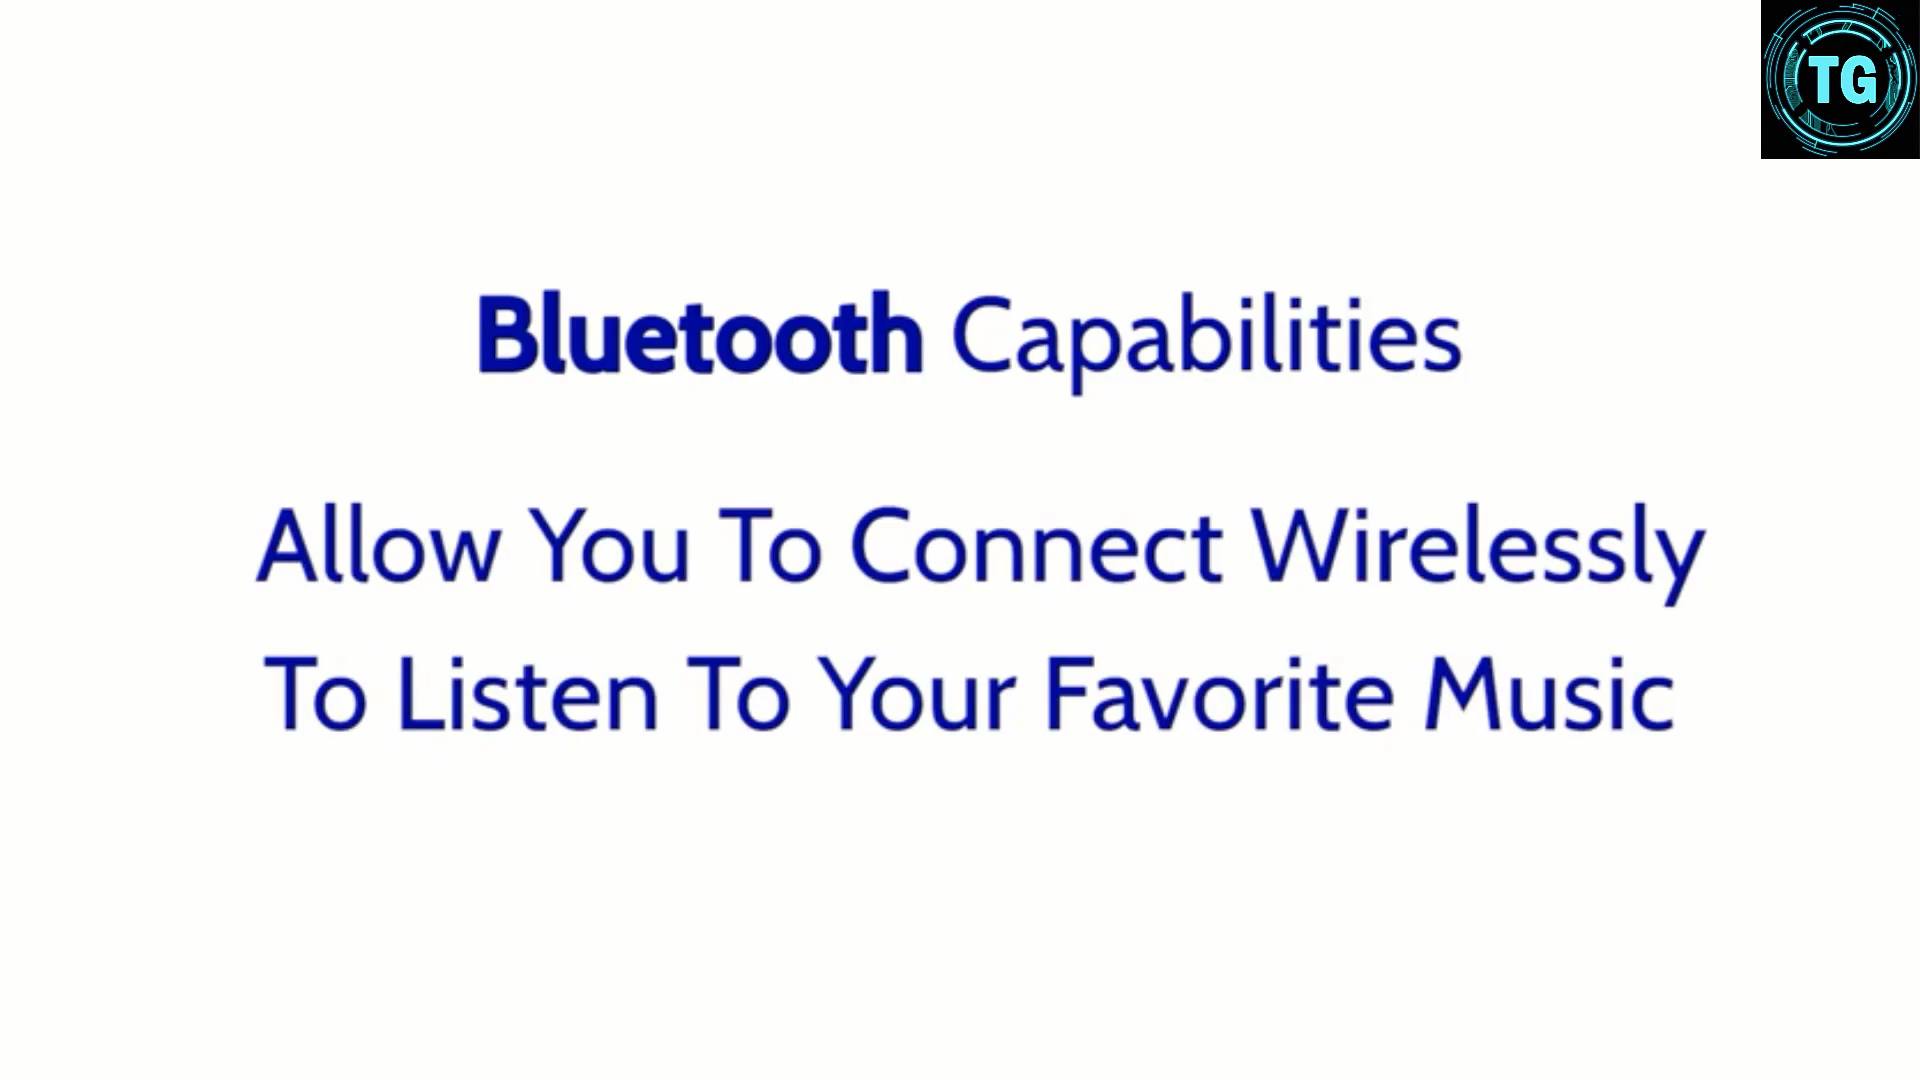 TG
Bluetooth Capabilities
Allow You To Connect Wirelessly
To Listen To Your Favorite Music